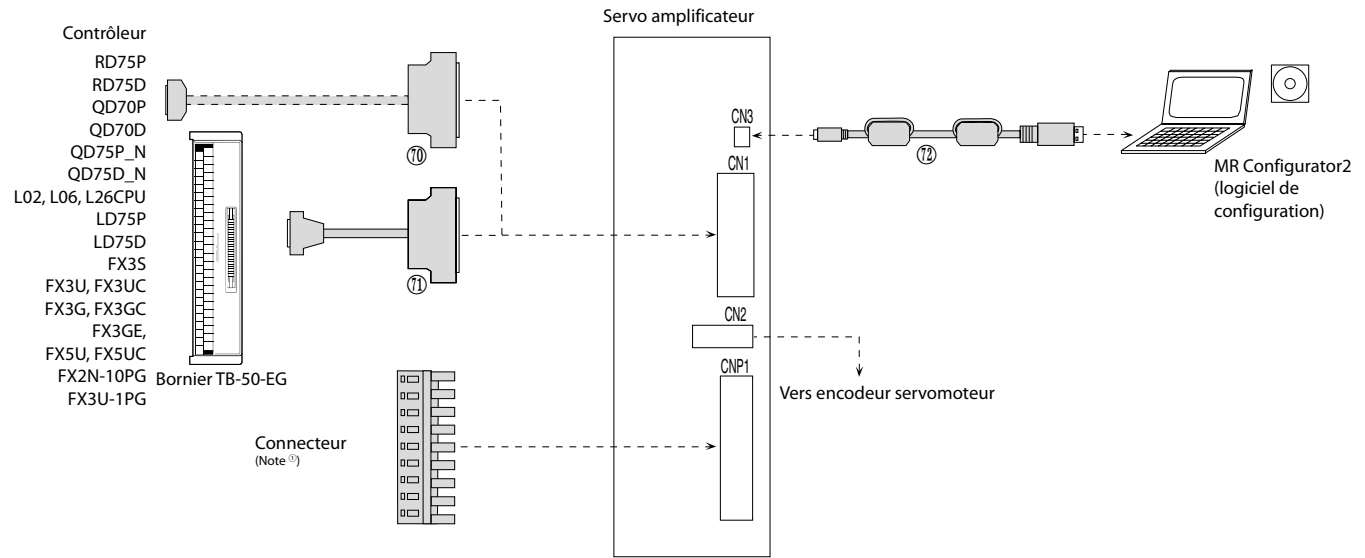 Servo amplificateur
Contrôleur
RD75P
RD75D
QD70P
QD70D
QD75P_N
QD75D_N
L02, L06, L26CPU
LD75P
LD75D
FX3S
FX3U, FX3UC
FX3G, FX3GC
FX3GE,
FX5U, FX5UC
FX2N-10PG
FX3U-1PG
Bornier TB-50-EG
⑦⓪
⑦①
Connecteur
(Note ①)
CN3
CN1
CN2
CNP1
⑦②
MR Configurator2
(logiciel de
configuration)
Vers encodeur servomoteur